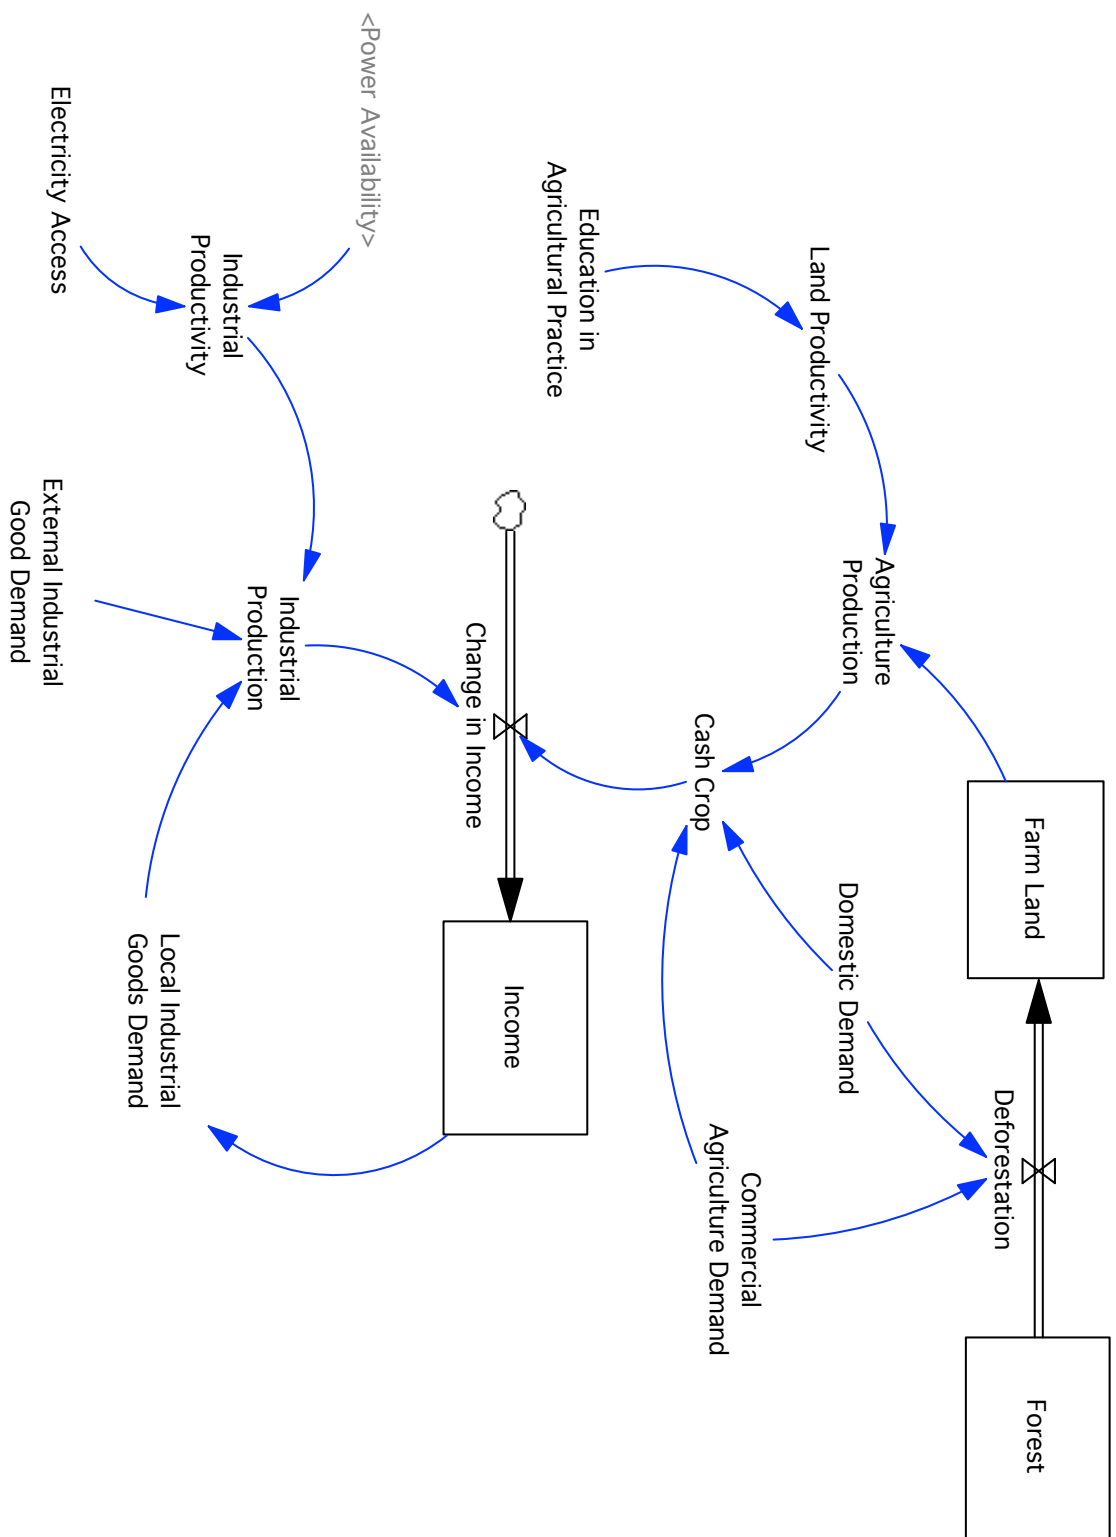 Forest
Deforestation
Farm Land
Commercial
Agriculture Demand
Domestic Demand
Cash Crop
Agriculture
Production
Land Productivity
Education in
Agricultural Practice
Income
Change in Income
Local Industrial
Goods Demand
Industrial
Production
External Industrial
Good Demand
<Power Availability>
Industrial
Productivity
Electricity Access